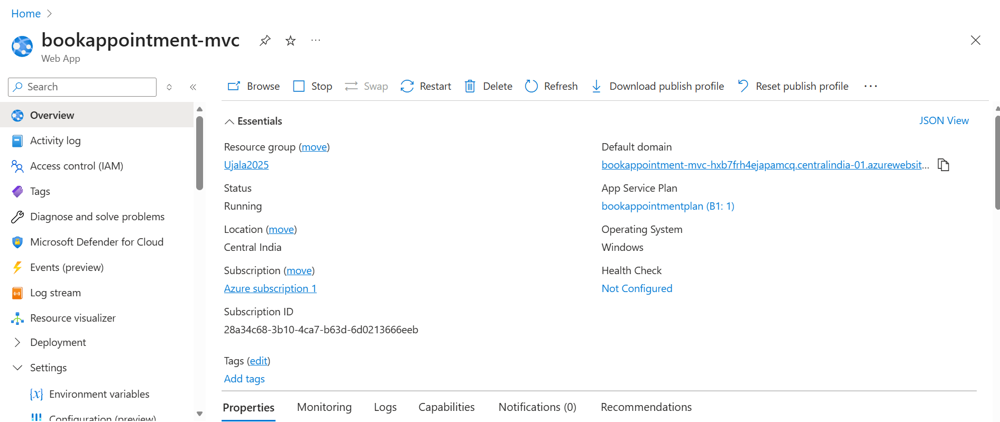 Home
bookappointment-mvc
Web App
Search
Browse Stop Swap Restart Delete Refresh Download publish profile Reset publish profile
Overview
Activity log
Access control (IAM)
Tags
Diagnose and solve problems
Microsoft Defender for Cloud
Events (preview)
Log stream
Resource visualizer
Deployment
Settings
Environment variables
Configuration (preview)
Essentials
JSON View
Resource group (move)
Ujala2025
Status
Running
Location (move)
Central India
Subscription (move)
Azure subscription 1
Subscription ID
28a34c68-3b10-4ca7-b63d-6d0213666eeb
Tags (edit)
Add tags
Default domain
bookappointment-mvc-hxb7frh4ejapamcq.centralindia-01.azurewebsit...
App Service Plan
bookappointmentplan (B1: 1)
Operating System
Windows
Health Check
Not Configured
Properties Monitoring Logs Capabilities Notifications (0) Recommendations